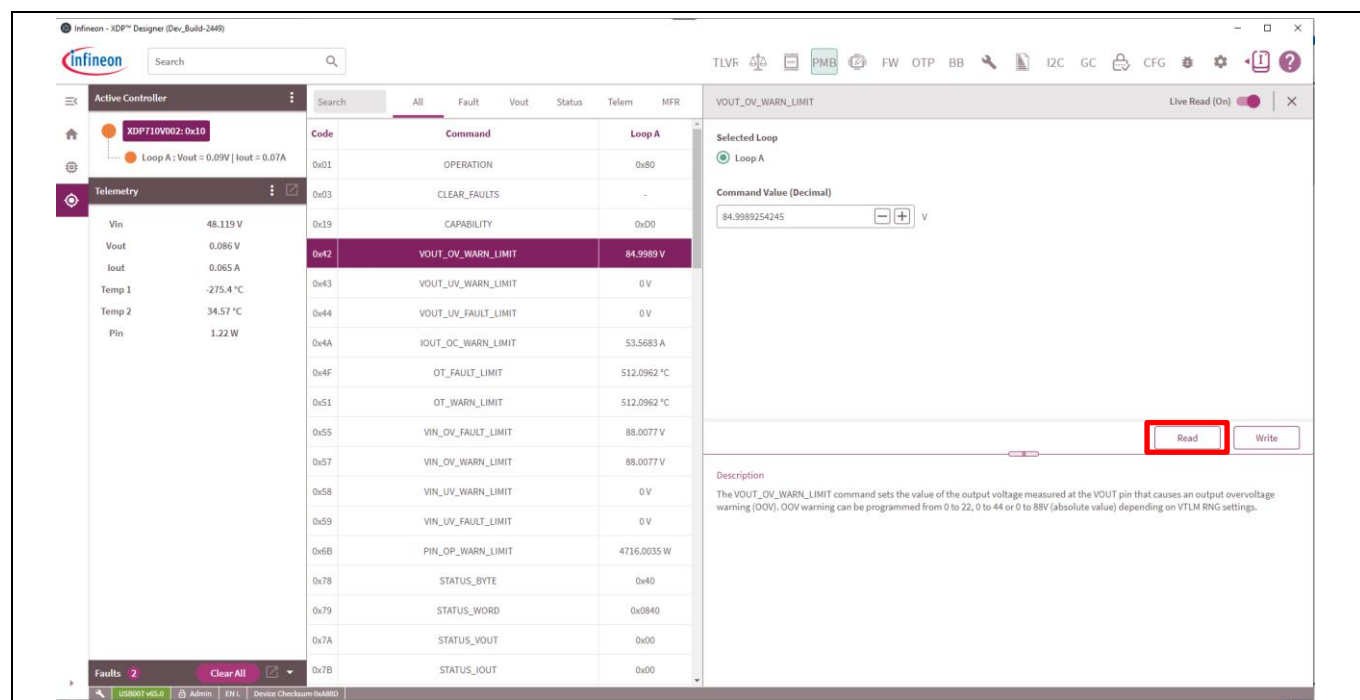 Infineon - XDP™ Designer (Dev_Build-2449)
infineon
Search
TLVR PMB FW OTP BB I2C GC CFG
Active Controller
XDP710V002: 0x10
Loop A : Vout = 0.09V | Iout = 0.07A
Telemetry
Vin 48.119 V
Vout 0.086 V
Iout 0.065 A
Temp 1 -275.4 °C
Temp 2 34.57 °C
Pin 1.22 W
Faults 2 Clear All
Search All Fault Vout Status Telem MFR
Code Command Loop A
0x01 OPERATION 0x80
0x03 CLEAR_FAULTS -
0x19 CAPABILITY 0xD0
0x42 VOUT_OV_WARN_LIMIT 84.9989 V
0x43 VOUT_UV_WARN_LIMIT 0 V
0x44 VOUT_UV_FAULT_LIMIT 0 V
0x4A IOUT_OC_WARN_LIMIT 53.5683 A
0x4F OT_FAULT_LIMIT 512.0962 °C
0x51 OT_WARN_LIMIT 512.0962 °C
0x55 VIN_OV_FAULT_LIMIT 88.0077 V
0x57 VIN_OV_WARN_LIMIT 88.0077 V
0x58 VIN_UV_WARN_LIMIT 0 V
0x59 VIN_UV_FAULT_LIMIT 0 V
0x6B PIN_OP_WARN_LIMIT 4716.0035 W
0x78 STATUS_BYTE 0x40
0x79 STATUS_WORD 0x0840
0x7A STATUS_VOUT 0x00
0x7B STATUS_IOUT 0x00
VOUT_OV_WARN_LIMIT Live Read (On)
Selected Loop
Loop A
Command Value (Decimal)
84.9989254245 V
Read Write
Description
The VOUT_OV_WARN_LIMIT command sets the value of the output voltage measured at the VOUT pin that causes an output overvoltage
warning (OOV). OOV warning can be programmed from 0 to 22, 0 to 44 or 0 to 88V (absolute value) depending on VTLM RNG settings.
USB007 v65.0 Admin EN L Device Checksum 0xA88D